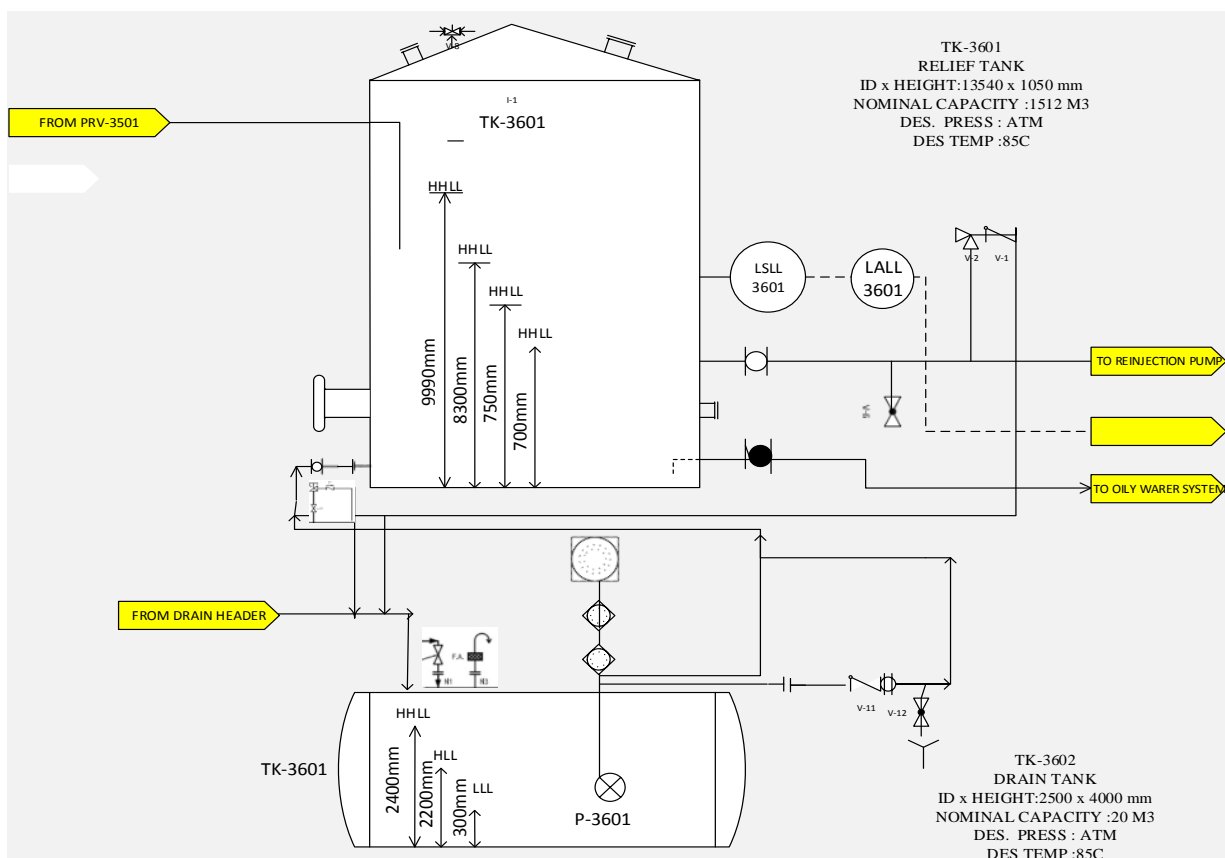 V-8
TK-3601
RELIEF TANK
ID x HEIGHT:13540 x 1050 mm
NOMINAL CAPACITY :1512 M3
DES. PRESS : ATM
DES TEMP :85C
I-1
TK-3601
FROM PRV-3501
HHLL
HHLL
HHLL
HHLL
9990mm
8300mm
750mm
700mm
LSLL
3601
LALL
3601
V-2
V-1
TO REINJECTION PUMP
TO OILY WARER SYSTEM
FROM DRAIN HEADER
F.A.
N1
N3
V-11
V-12
HHLL
HLL
LLL
2400mm
2200mm
300mm
TK-3601
P-3601
TK-3602
DRAIN TANK
ID x HEIGHT:2500 x 4000 mm
NOMINAL CAPACITY :20 M3
DES. PRESS : ATM
DES TEMP :85C